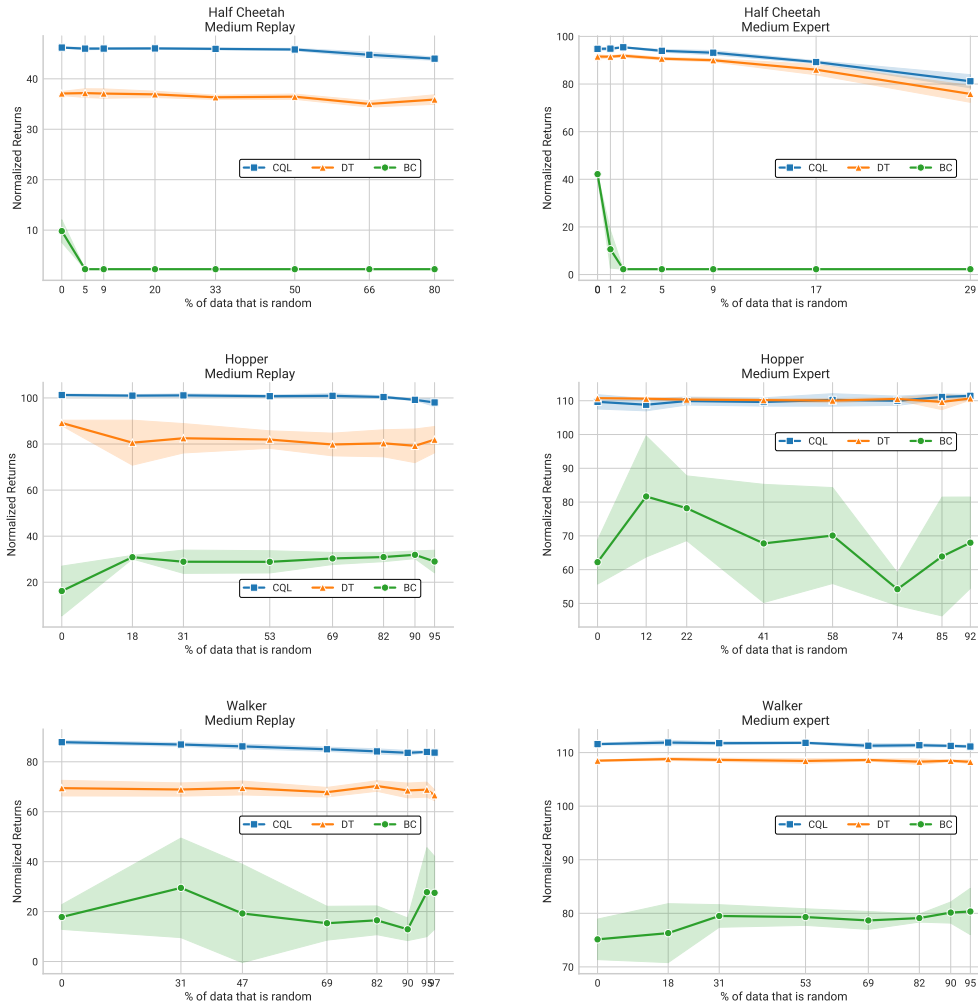 Half Cheetah
Medium Replay
Normalized Returns
40
30
20
10
CQL DT BC
0 5 9 20 33 50 66 80
% of data that is random
Half Cheetah
Medium Expert
Normalized Returns
100
80
60
40
20
0
CQL DT BC
0 1 2 5 9 17 29
% of data that is random
Hopper
Medium Replay
Normalized Returns
100
80
60
40
20
CQL DT BC
0 18 31 53 69 82 90 95
% of data that is random
Hopper
Medium Expert
Normalized Returns
110
100
90
80
70
60
50
CQL DT BC
0 12 22 41 58 74 85 92
% of data that is random
Walker
Medium Replay
Normalized Returns
80
60
40
20
0
CQL DT BC
0 31 47 69 82 90 95 97
% of data that is random
Walker
Medium expert
Normalized Returns
110
100
90
80
70
CQL DT BC
0 18 31 53 69 82 90 95
% of data that is random